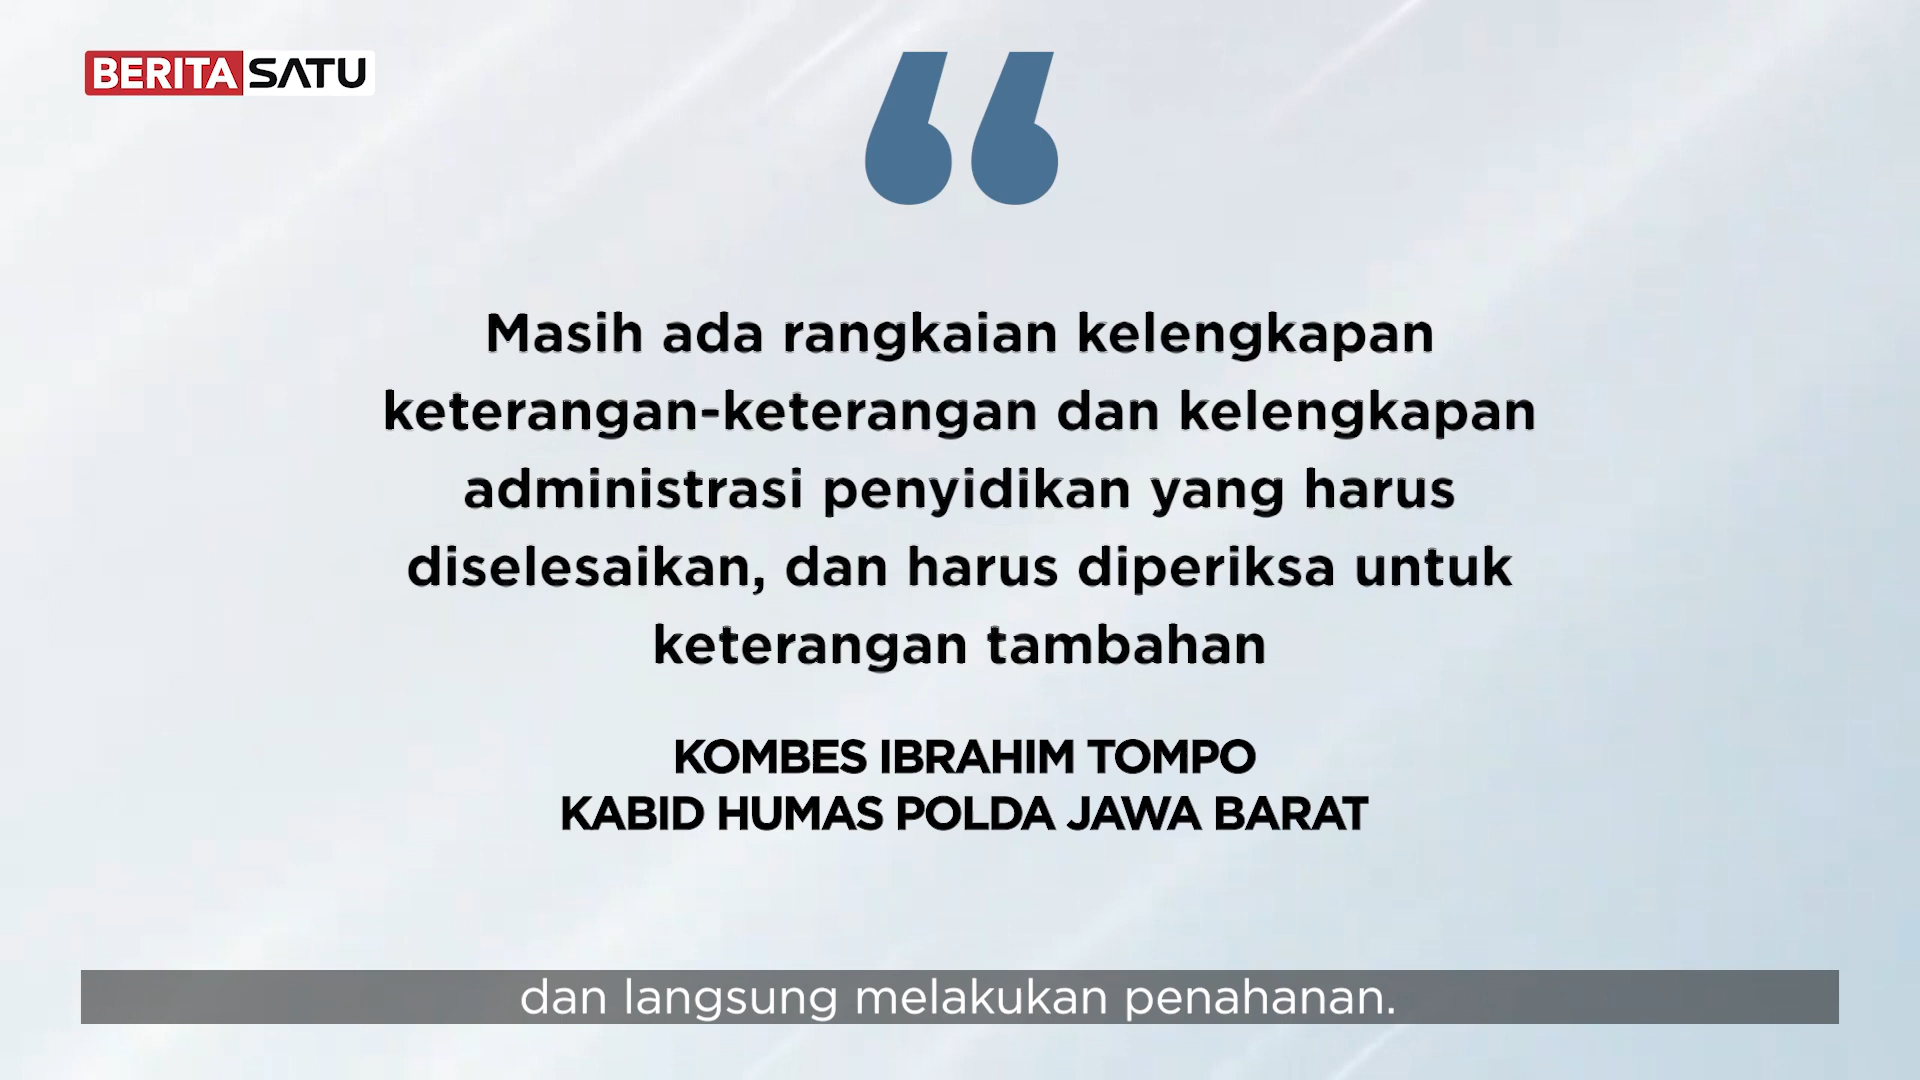 BERITA SATU
“
Masih ada rangkaian kelengkapan
keterangan-keterangan dan kelengkapan
administrasi penyidikan yang harus
diselesaikan, dan harus diperiksa untuk
keterangan tambahan
KOMBES IBRAHIM TOMPO
KABID HUMAS POLDA JAWA BARAT
dan langsung melakukan penahanan.